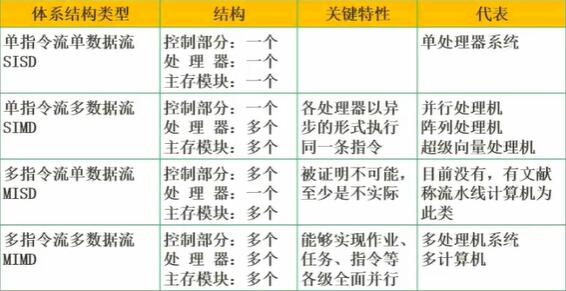 体系结构类型 结构 关键特性 代表
单指令流单数据流
SISD
控制部分：一个
处 理 器：一个
主存模块：一个
单处理器系统
单指令流多数据流
SIMD
控制部分：一个
处 理 器：多个
主存模块：多个
各处理器以异
步的形式执行
同一条指令
并行处理机
阵列处理机
超级向量处理机
多指令流单数据流
MISD
控制部分：多个
处 理 器：一个
主存模块：多个
被证明不可能，
至少是不实际
目前没有，有文献
称流水线计算机为
此类
多指令流多数据流
MIMD
控制部分：多个
处 理 器：多个
主存模块：多个
能够实现作业、
任务、指令等
各级全面并行
多处理机系统
多计算机